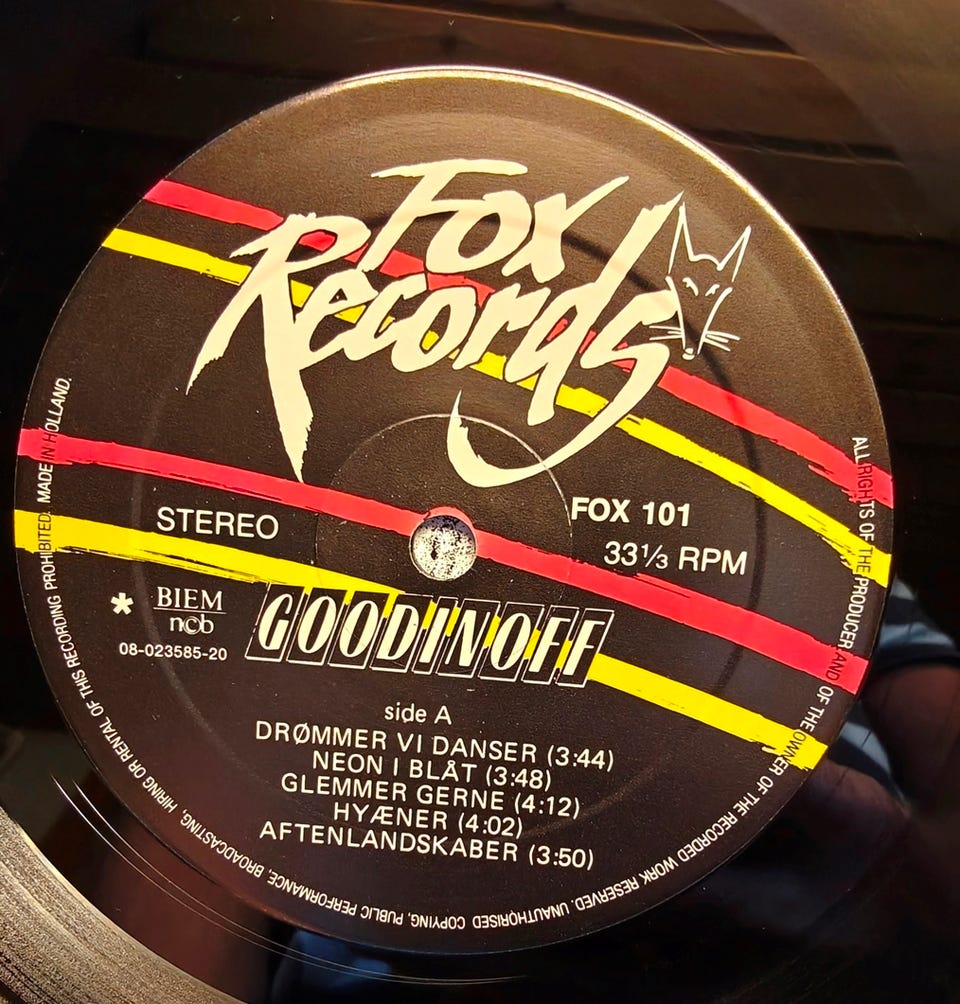 Fox
Records
STEREO
FOX 101
33⅓ RPM
*
BIEM
n©b
08-023585-20
GOODINOFF
side A
DRØMMER VI DANSER (3:44)
NEON I BLÅT (3:48)
GLEMMER GERNE (4:12)
HYÆNER (4:02)
AFTENLANDSKABER (3:50)
ALL RIGHTS OF THE PRODUCER AND OF THE OWNER OF THE RECORDED WORK RESERVED. UNAUTHORISED COPYING, PUBLIC PERFORMANCE, BROADCASTING, HIRING OR RENTAL OF THIS RECORDING PROHIBITED. MADE IN HOLLAND.